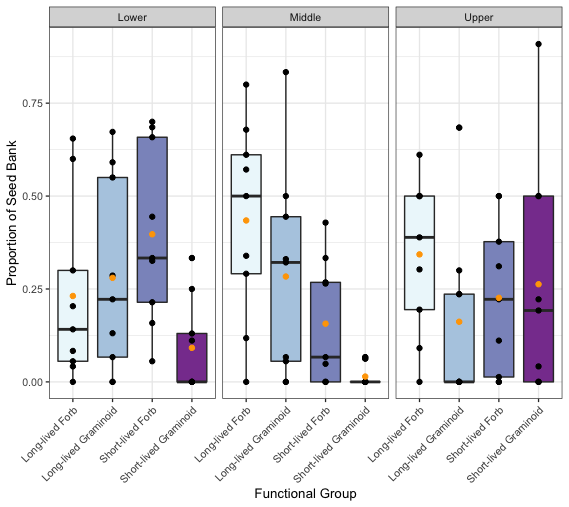 Lower Middle Upper
Proportion of Seed Bank
0.75
0.50
0.25
0.00
Long-lived Forb
Long-lived Graminoid
Short-lived Forb
Short-lived Graminoid
Long-lived Forb
Long-lived Graminoid
Short-lived Forb
Short-lived Graminoid
Long-lived Forb
Long-lived Graminoid
Short-lived Forb
Short-lived Graminoid
Functional Group